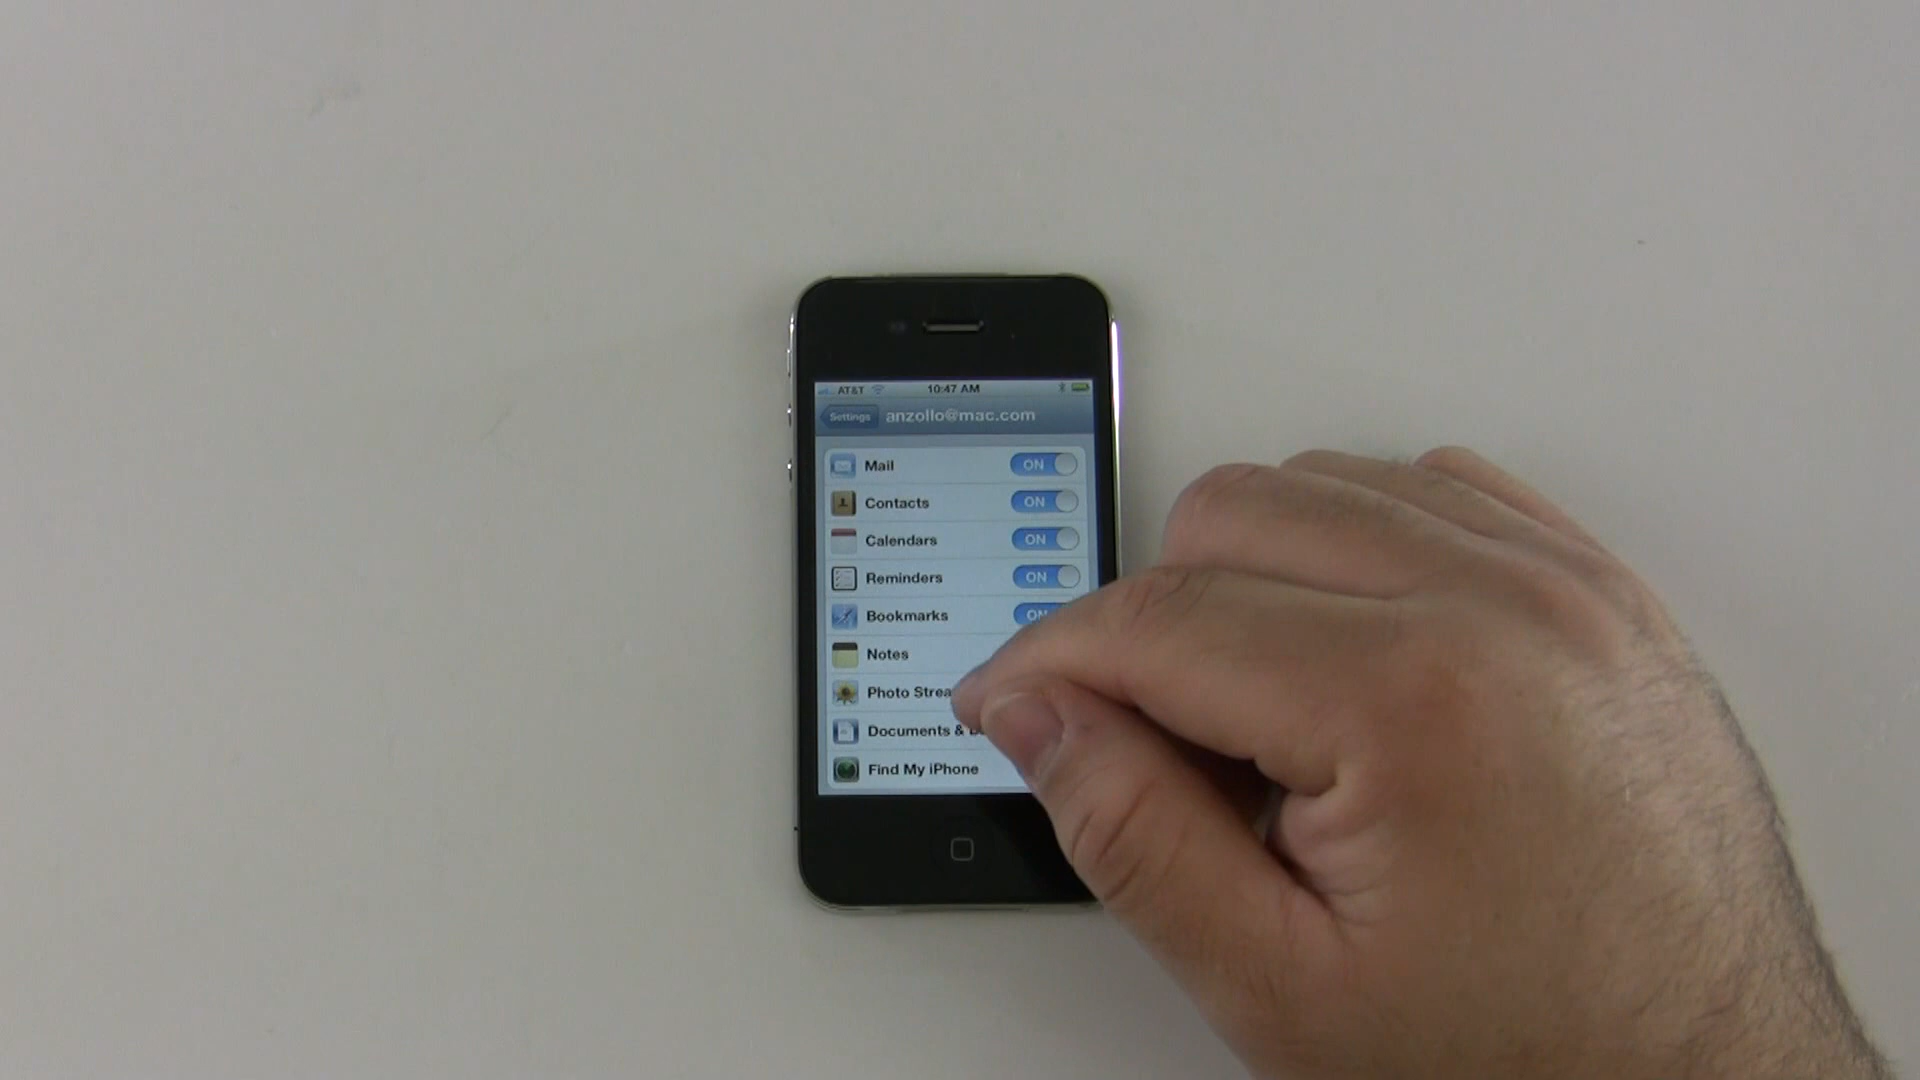 AT&T 10:47 AM
Settings anzollo@mac.com
Mail ON
Contacts ON
Calendars ON
Reminders ON
Bookmarks ON
Notes
Photo Strea
Documents &
Find My iPhone